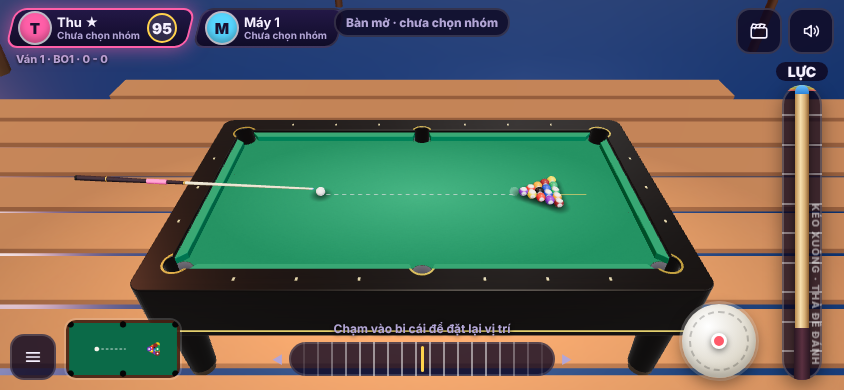 T
Thu ★
Chưa chọn nhóm
95
M
Máy 1
Chưa chọn nhóm
Bàn mở · chưa chọn nhóm
Ván 1 · BO1 · 0 - 0
LỰC
KÉO XUỐNG · THẢ ĐỂ ĐÁNH
Chạm vào bi cái để đặt lại vị trí